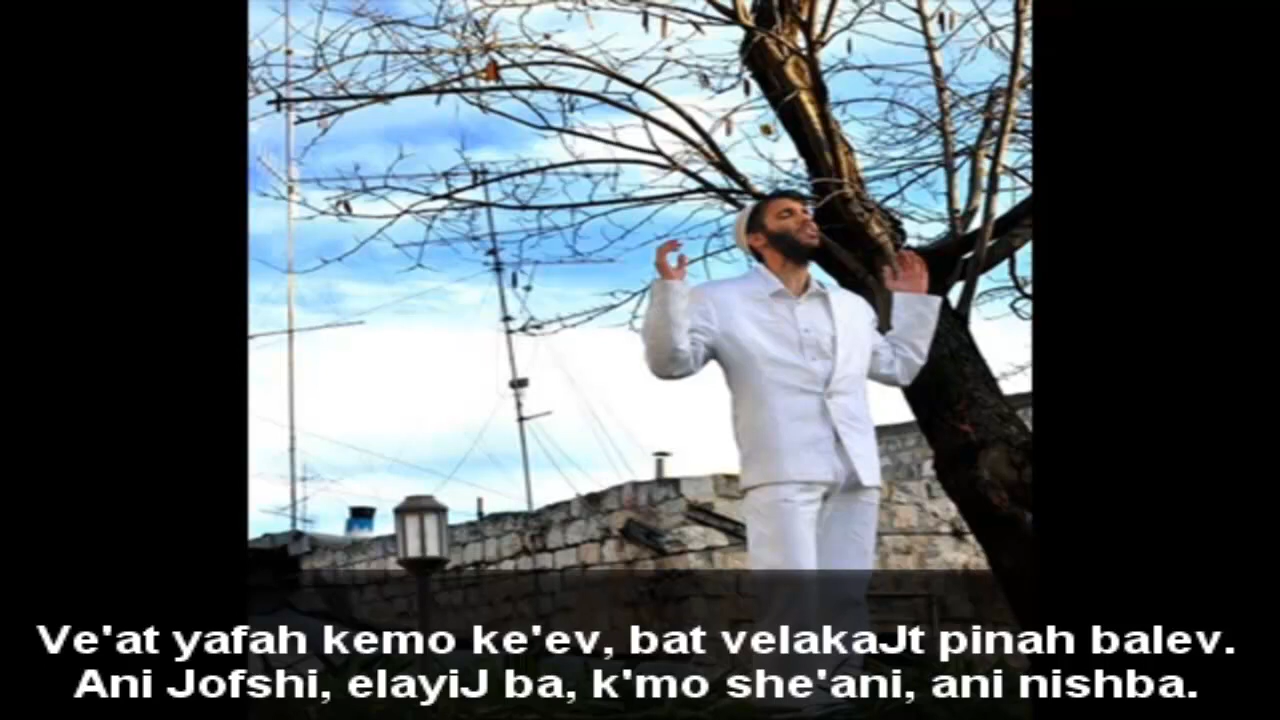 Ve'at yafah kemo ke'ev, bat velakaJt pinah balev.
Ani Jofshi, elayiJ ba, k'mo she'ani, ani nishba.